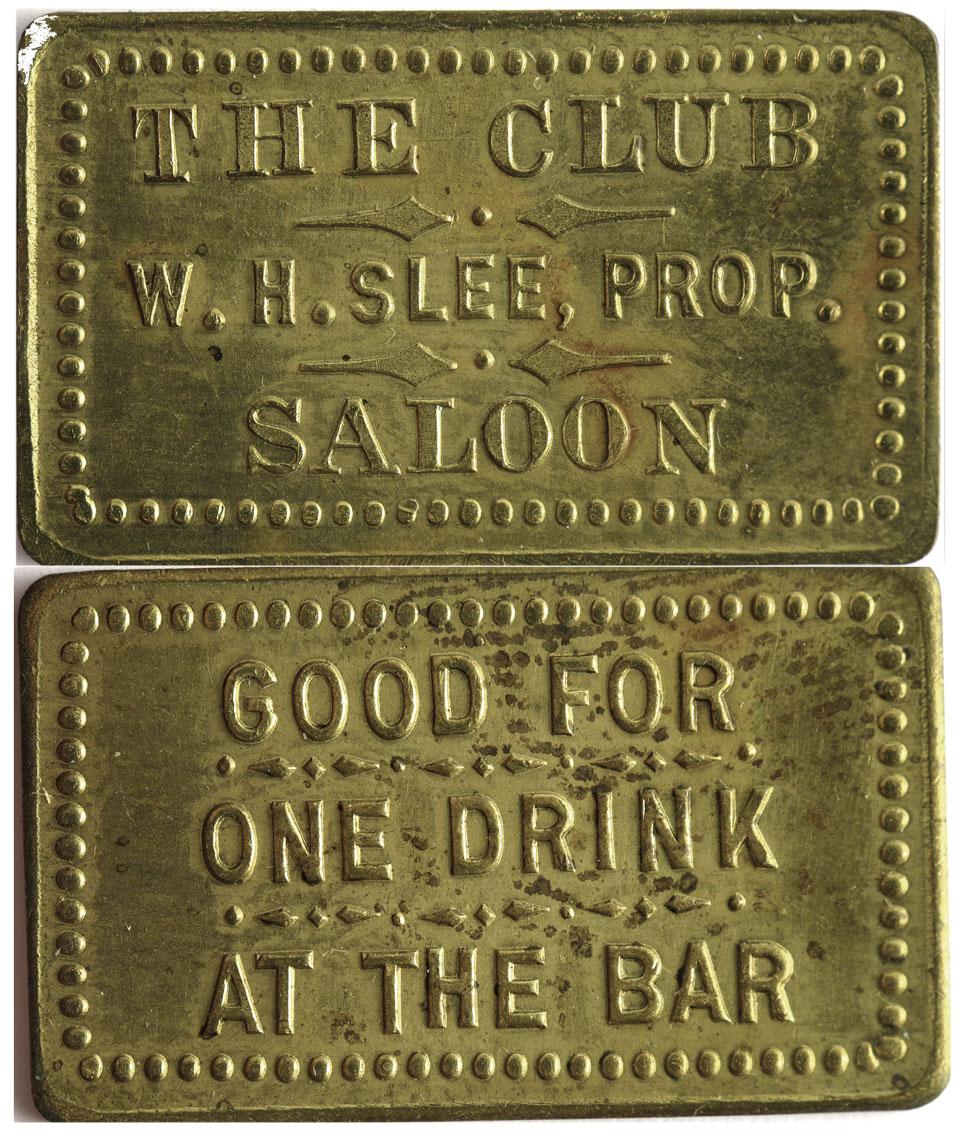 THE CLUB
W. H. SLEE, PROP.
SALOON
GOOD FOR
ONE DRINK
AT THE BAR